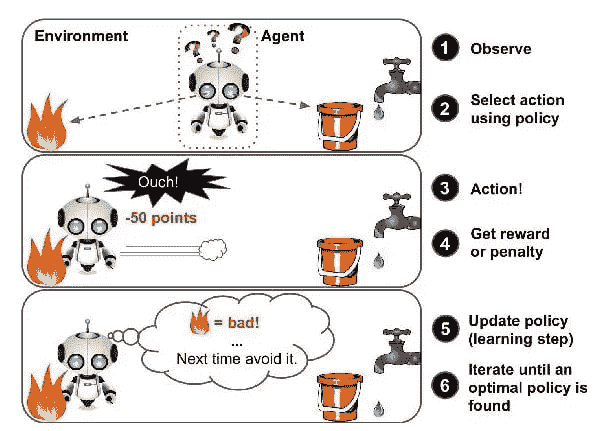 Environment
Agent
? ? ?
1 Observe
2 Select action
using policy
Ouch!
-50 points
3 Action!
4 Get reward
or penalty
= bad!
...
Next time avoid it.
5 Update policy
(learning step)
6 Iterate until an
optimal policy is
found